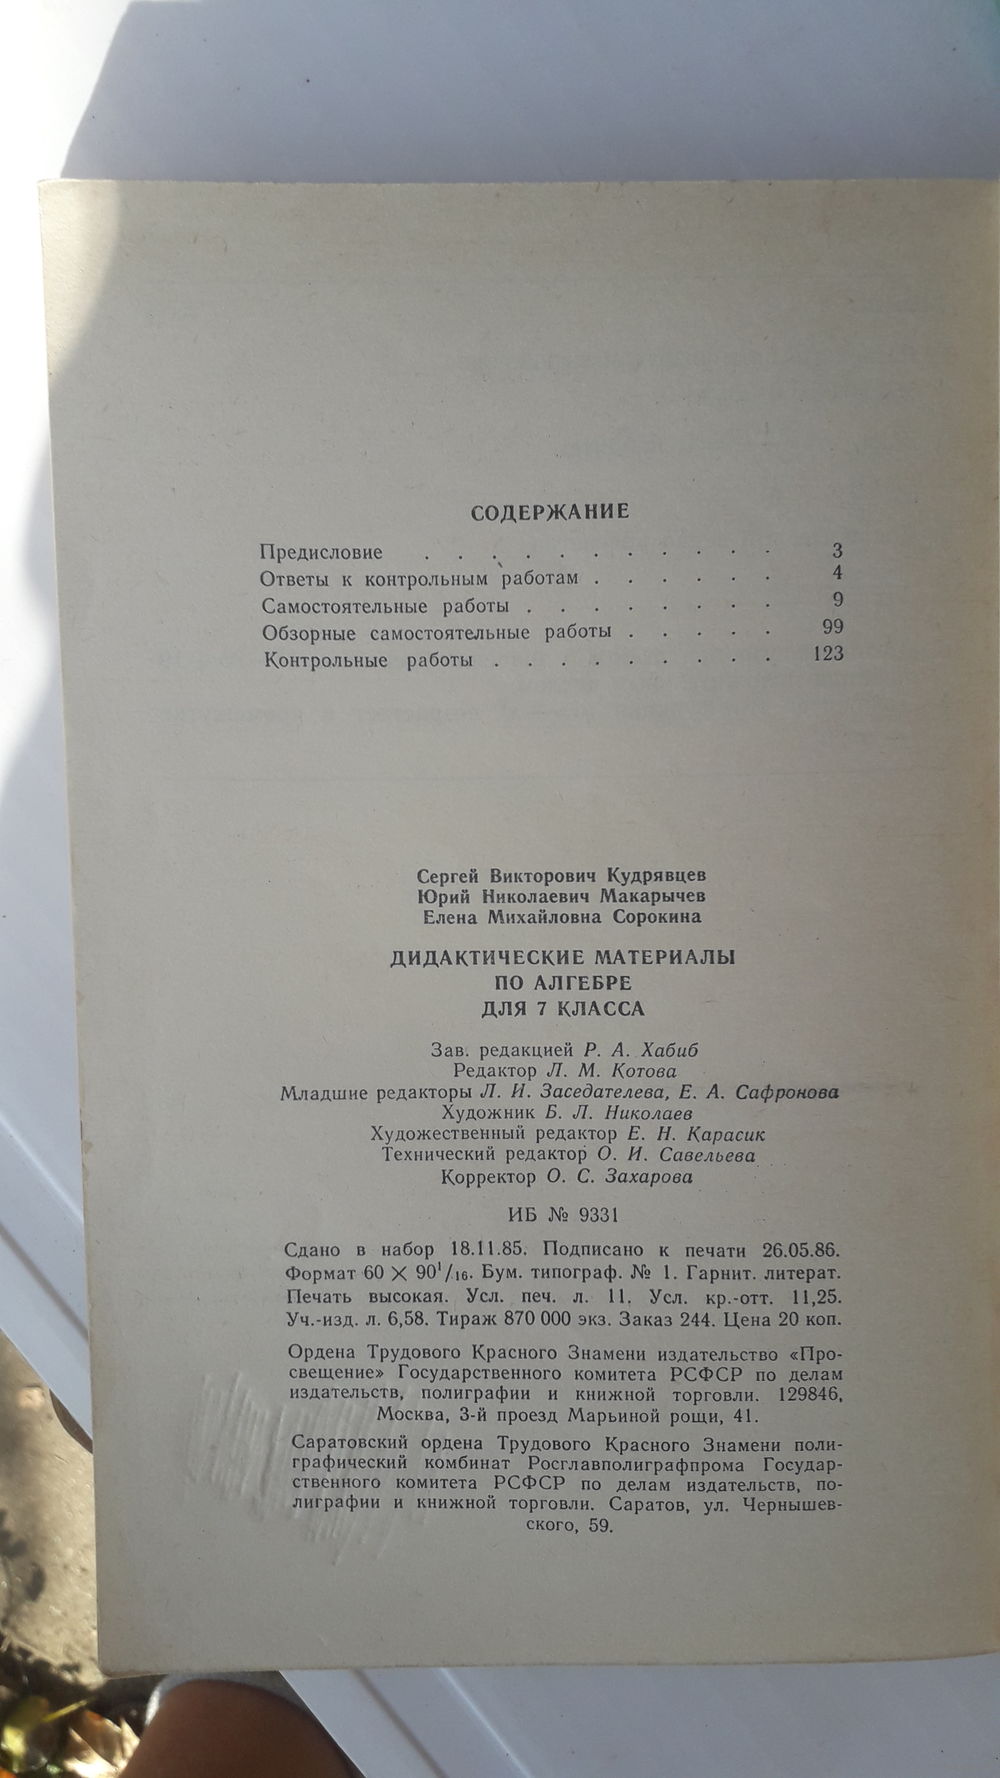 СОДЕРЖАНИЕ
Предисловие . . . . . . . . . . . 3
Ответы к контрольным работам . . . . . . 4
Самостоятельные работы . . . . . . . . 9
Обзорные самостоятельные работы . . . . . 99
Контрольные работы . . . . . . . . . 123
Сергей Викторович Кудрявцев
Юрий Николаевич Макарычев
Елена Михайловна Сорокина
ДИДАКТИЧЕСКИЕ МАТЕРИАЛЫ
ПО АЛГЕБРЕ
ДЛЯ 7 КЛАССА
Зав. редакцией Р. А. Хабиб
Редактор Л. М. Котова
Младшие редакторы Л. И. Заседателева, Е. А. Сафронова
Художник Б. Л. Николаев
Художественный редактор Е. Н. Карасик
Технический редактор О. И. Савельева
Корректор О. С. Захарова
ИБ № 9331
Сдано в набор 18.11.85. Подписано к печати 26.05.86.
Формат 60 × 90¹/₁₆. Бум. типограф. № 1. Гарнит. литерат.
Печать высокая. Усл. печ. л. 11. Усл. кр.-отт. 11,25.
Уч.-изд. л. 6,58. Тираж 870 000 экз. Заказ 244. Цена 20 коп.
Ордена Трудового Красного Знамени издательство «Про-
свещение» Государственного комитета РСФСР по делам
издательств, полиграфии и книжной торговли. 129846,
Москва, 3-й проезд Марьиной рощи, 41.
Саратовский ордена Трудового Красного Знамени поли-
графический комбинат Росглавполиграфпрома Государ-
ственного комитета РСФСР по делам издательств, по-
лиграфии и книжной торговли. Саратов, ул. Чернышев-
ского, 59.